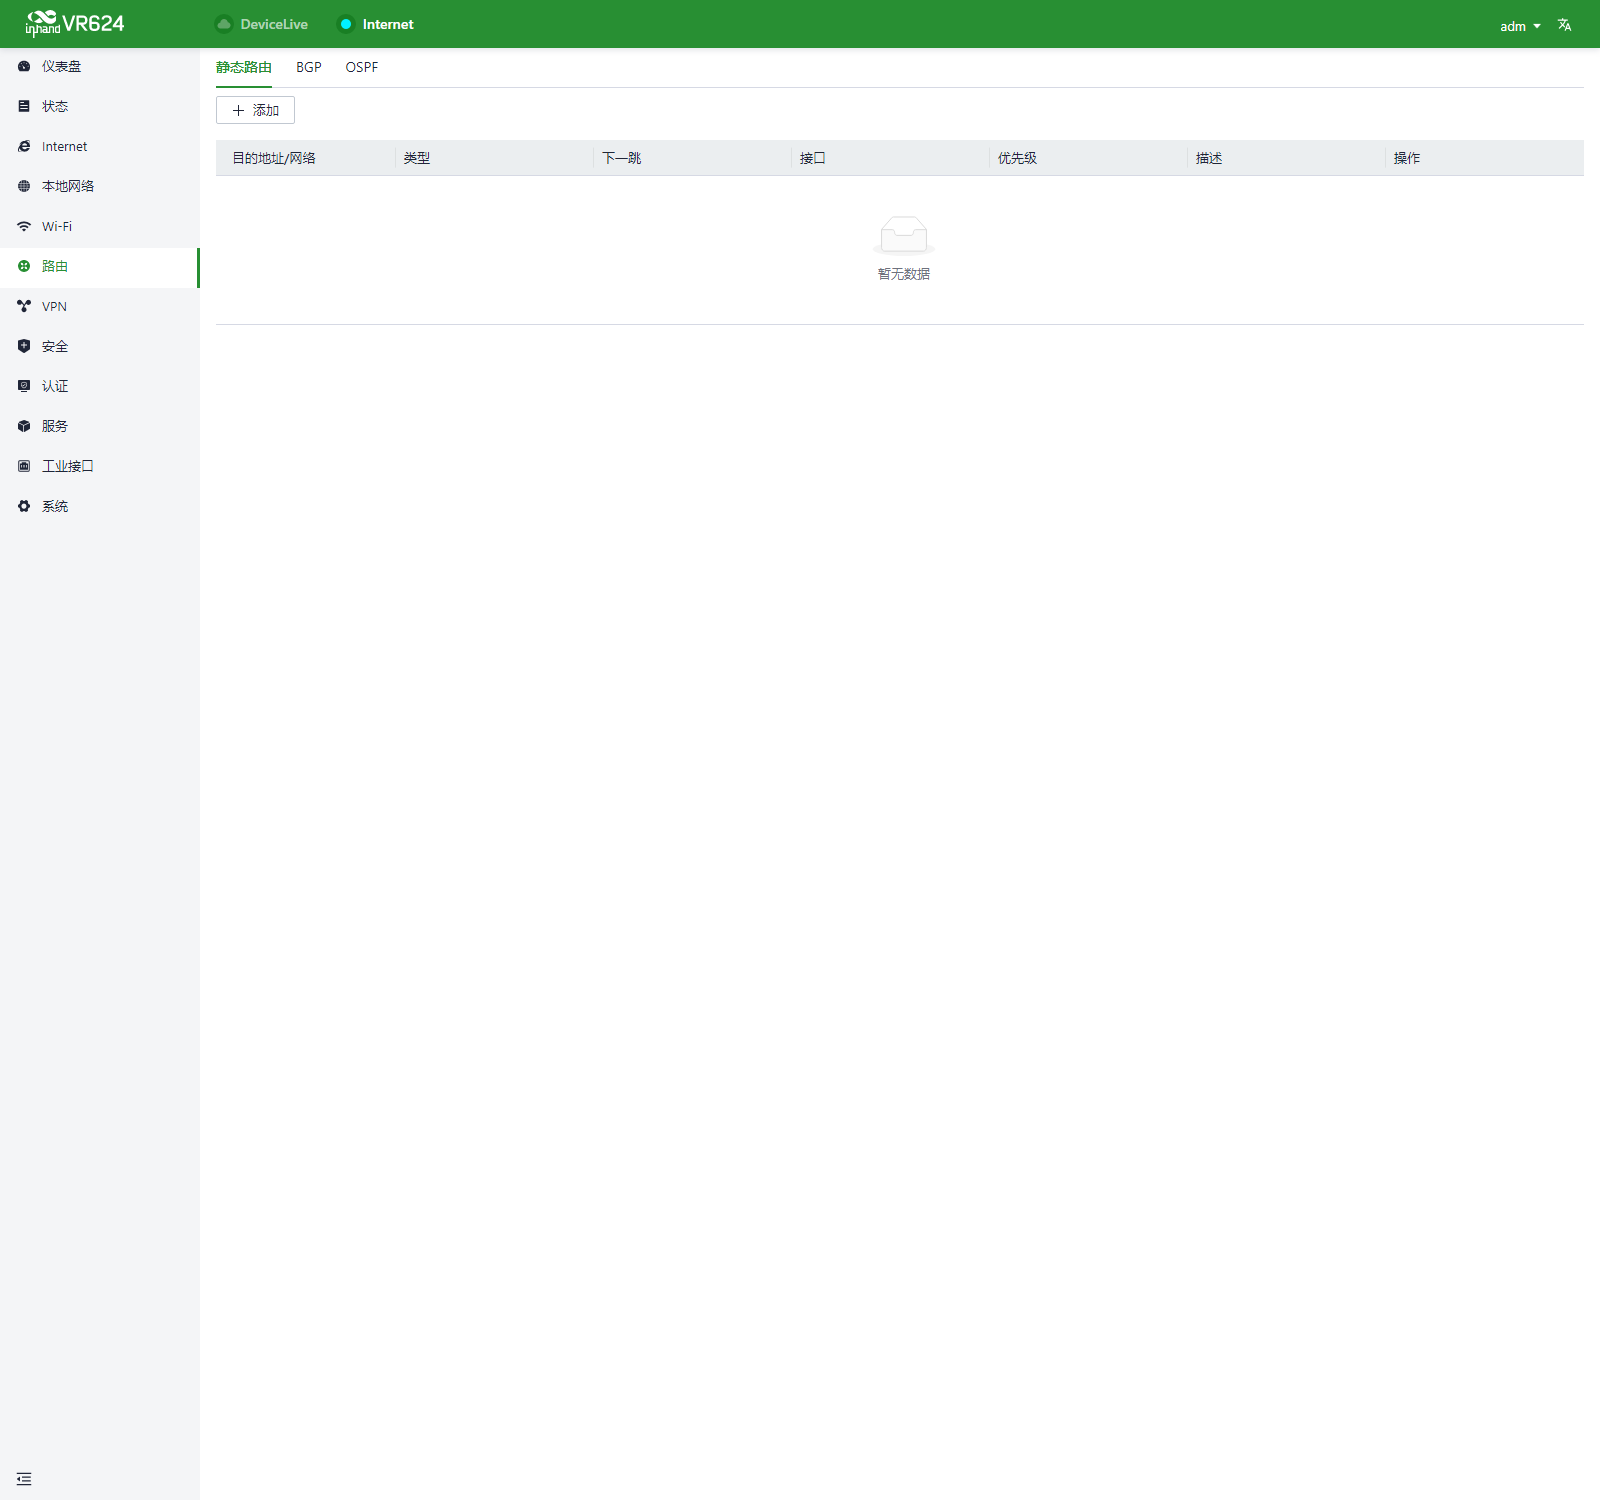 inhand VR624
DeviceLive
Internet
adm
仪表盘
状态
Internet
本地网络
Wi-Fi
路由
VPN
安全
认证
服务
工业接口
系统
静态路由 BGP OSPF
添加
目的地址/网络 类型 下一跳 接口 优先级 描述 操作
暂无数据